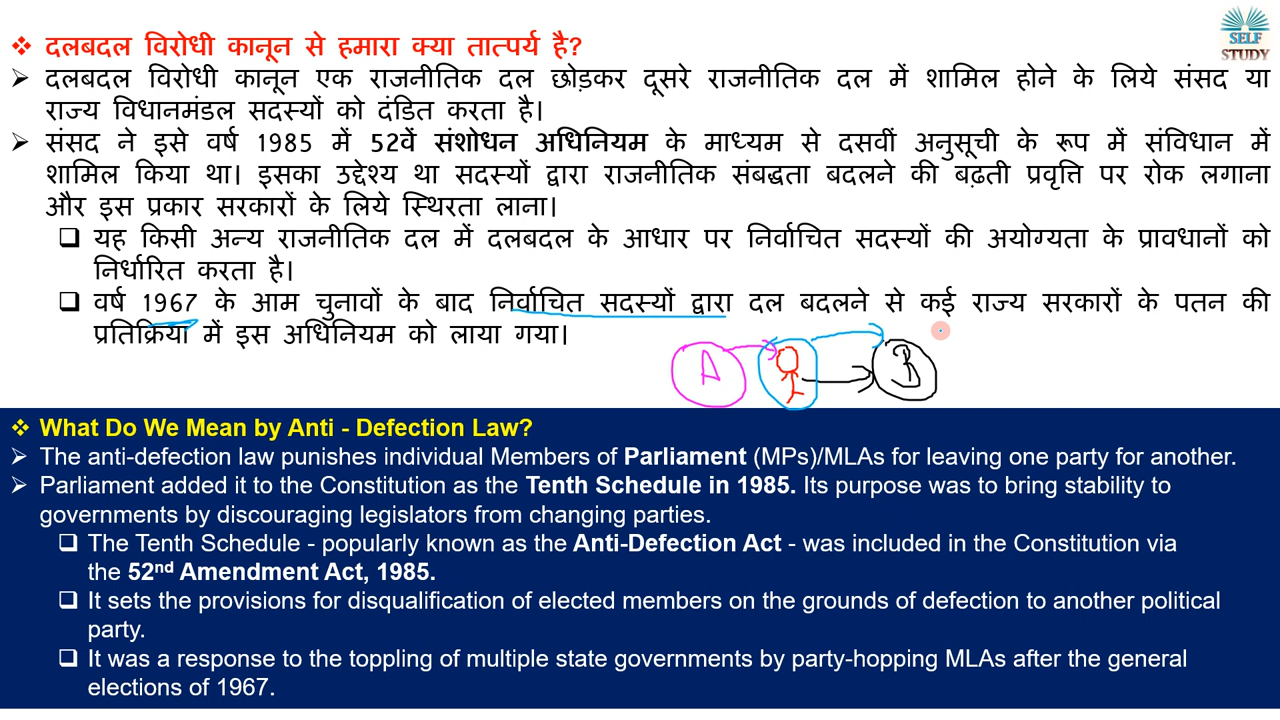 ❖ दलबदल विरोधी कानून से हमारा क्या तात्पर्य है?
SELF
STUDY
➢ दलबदल विरोधी कानून एक राजनीतिक दल छोड़कर दूसरे राजनीतिक दल में शामिल होने के लिये संसद या
राज्य विधानमंडल सदस्यों को दंडित करता है।
➢ संसद ने इसे वर्ष 1985 में 52वें संशोधन अधिनियम के माध्यम से दसवीं अनुसूची के रूप में संविधान में
शामिल किया था। इसका उद्देश्य था सदस्यों द्वारा राजनीतिक संबद्धता बदलने की बढ़ती प्रवृत्ति पर रोक लगाना
और इस प्रकार सरकारों के लिये स्थिरता लाना।
❑ यह किसी अन्य राजनीतिक दल में दलबदल के आधार पर निर्वाचित सदस्यों की अयोग्यता के प्रावधानों को
निर्धारित करता है।
❑ वर्ष 1967 के आम चुनावों के बाद निर्वाचित सदस्यों द्वारा दल बदलने से कई राज्य सरकारों के पतन की
प्रतिक्रिया में इस अधिनियम को लाया गया।
A B
❖ What Do We Mean by Anti - Defection Law?
➢ The anti-defection law punishes individual Members of Parliament (MPs)/MLAs for leaving one party for another.
➢ Parliament added it to the Constitution as the Tenth Schedule in 1985. Its purpose was to bring stability to
governments by discouraging legislators from changing parties.
❑ The Tenth Schedule - popularly known as the Anti-Defection Act - was included in the Constitution via
the 52nd Amendment Act, 1985.
❑ It sets the provisions for disqualification of elected members on the grounds of defection to another political
party.
❑ It was a response to the toppling of multiple state governments by party-hopping MLAs after the general
elections of 1967.